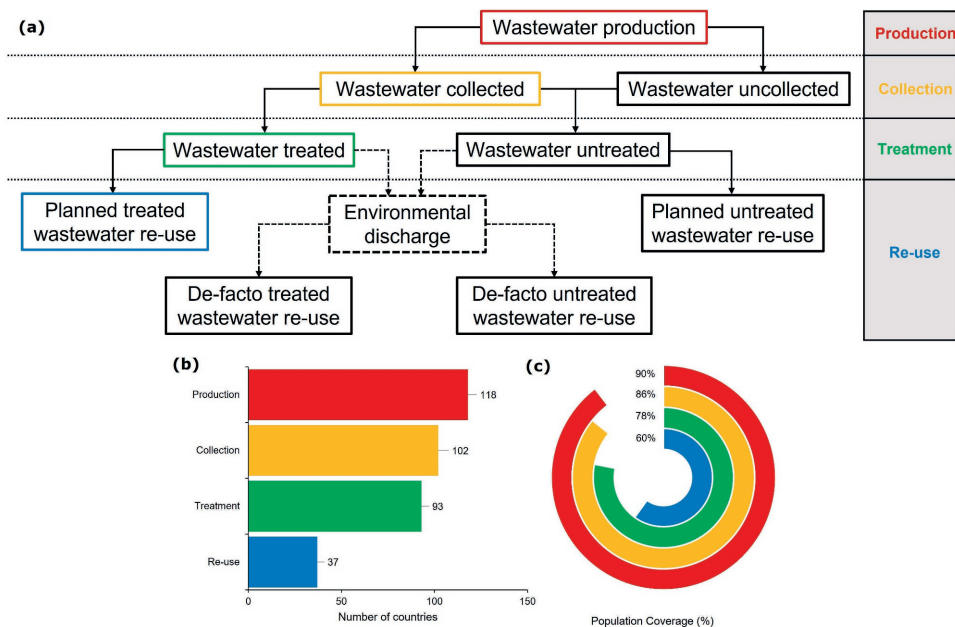 (a)
Wastewater production
Production
Wastewater collected
Wastewater uncollected
Collection
Wastewater treated
Wastewater untreated
Treatment
Planned treated
wastewater re-use
Environmental
discharge
Planned untreated
wastewater re-use
Re-use
De-facto treated
wastewater re-use
De-facto untreated
wastewater re-use
(b)
Production
118
Collection
102
Treatment
93
Re-use
37
0
50
100
150
Number of countries
(c)
90%
86%
78%
60%
Population Coverage (%)